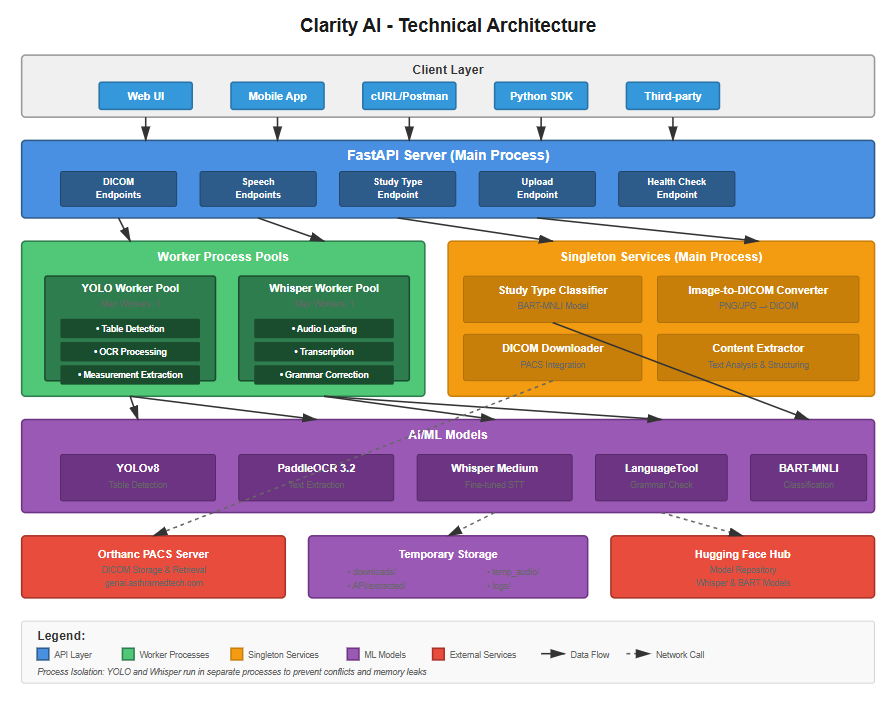 Clarity AI - Technical Architecture
Client Layer
Web UI
Mobile App
cURL/Postman
Python SDK
Third-party
FastAPI Server (Main Process)
DICOM
Endpoints
Speech
Endpoints
Study Type
Endpoint
Upload
Endpoint
Health Check
Endpoint
Worker Process Pools
YOLO Worker Pool
• Table Detection
• OCR Processing
• Measurement Extraction
Whisper Worker Pool
• Audio Loading
• Transcription
• Grammar Correction
Singleton Services (Main Process)
Study Type Classifier
BART-MNLI Model
Image-to-DICOM Converter
PNG/JPG → DICOM
DICOM Downloader
PACS Integration
Content Extractor
Text Analysis & Structuring
AI/ML Models
YOLOv8
Table Detection
PaddleOCR 3.2
Text Extraction
Whisper Medium
Fine-tuned STT
LanguageTool
Grammar Check
BART-MNLI
Classification
Orthanc PACS Server
DICOM Storage & Retrieval
Temporary Storage
• downloads/
• temp_audio/
• API/extracted/
• logs/
Hugging Face Hub
Model Repository
Whisper & BART Models
Legend:
API Layer
Worker Processes
Singleton Services
ML Models
External Services
Data Flow
Network Call
Process Isolation: YOLO and Whisper run in separate processes to prevent conflicts and memory leaks